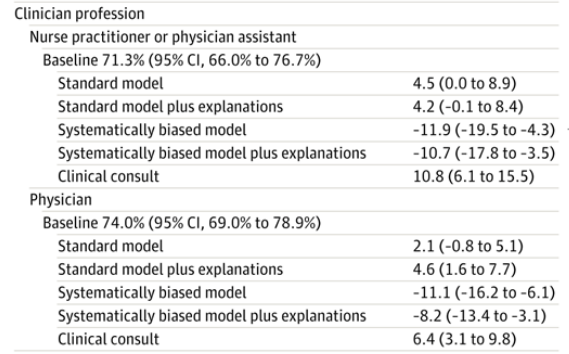 Clinician profession
Nurse practitioner or physician assistant
Baseline 71.3% (95% CI, 66.0% to 76.7%)
Standard model 4.5 (0.0 to 8.9)
Standard model plus explanations 4.2 (-0.1 to 8.4)
Systematically biased model -11.9 (-19.5 to -4.3)
Systematically biased model plus explanations -10.7 (-17.8 to -3.5)
Clinical consult 10.8 (6.1 to 15.5)
Physician
Baseline 74.0% (95% CI, 69.0% to 78.9%)
Standard model 2.1 (-0.8 to 5.1)
Standard model plus explanations 4.6 (1.6 to 7.7)
Systematically biased model -11.1 (-16.2 to -6.1)
Systematically biased model plus explanations -8.2 (-13.4 to -3.1)
Clinical consult 6.4 (3.1 to 9.8)